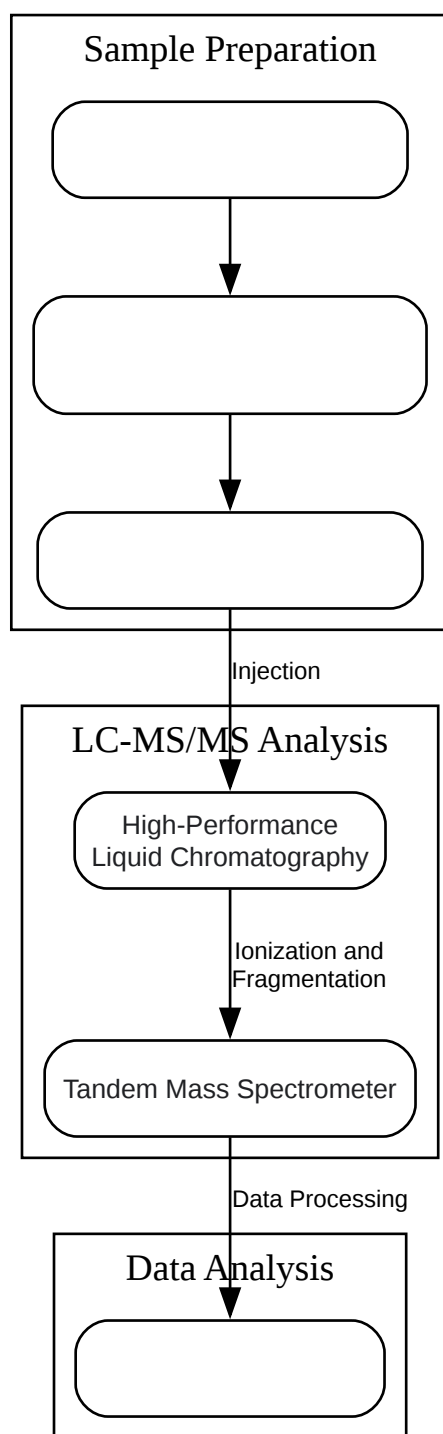 Sample Preparation
Injection
LC-MS/MS Analysis
High-Performance
Liquid Chromatography
Ionization and
Fragmentation
Tandem Mass Spectrometer
Data Processing
Data Analysis